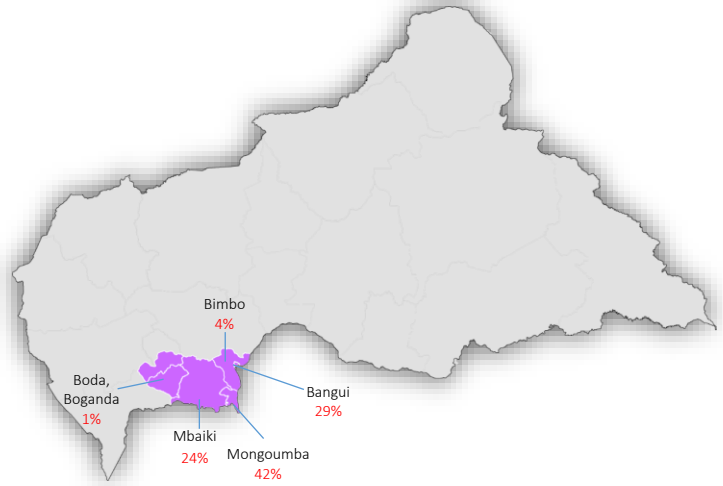 Bimbo
4%
Boda,
Boganda
1%
Bangui
29%
Mbaiki
24%
Mongoumba
42%